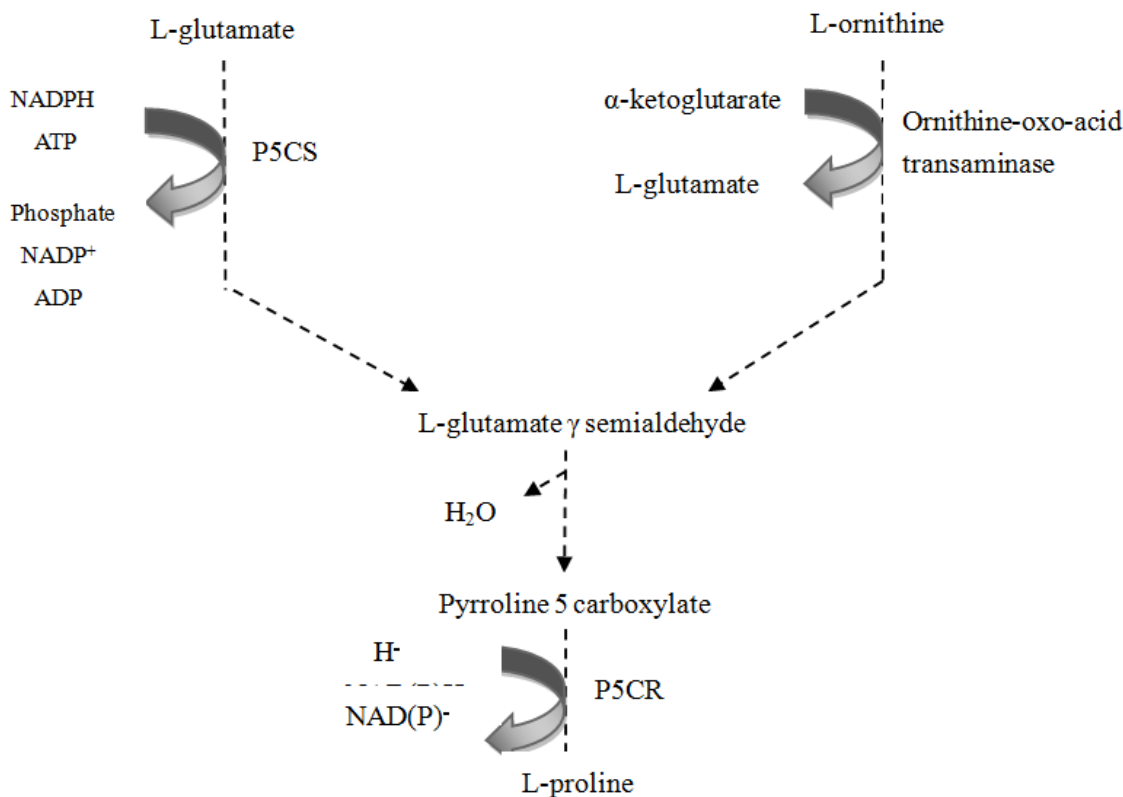 L-glutamate
NADPH
ATP
P5CS
Phosphate
NADP⁺
ADP
L-ornithine
α-ketoglutarate
Ornithine-oxo-acid
transaminase
L-glutamate
L-glutamate γ semialdehyde
H₂O
Pyrroline 5 carboxylate
H⁻
NAD(P)⁻
P5CR
L-proline